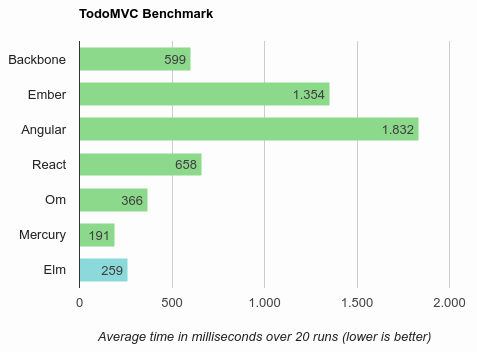 TodoMVC Benchmark
Backbone 599
Ember 1.354
Angular 1.832
React 658
Om 366
Mercury 191
Elm 259
0 500 1.000 1.500 2.000
Average time in milliseconds over 20 runs (lower is better)